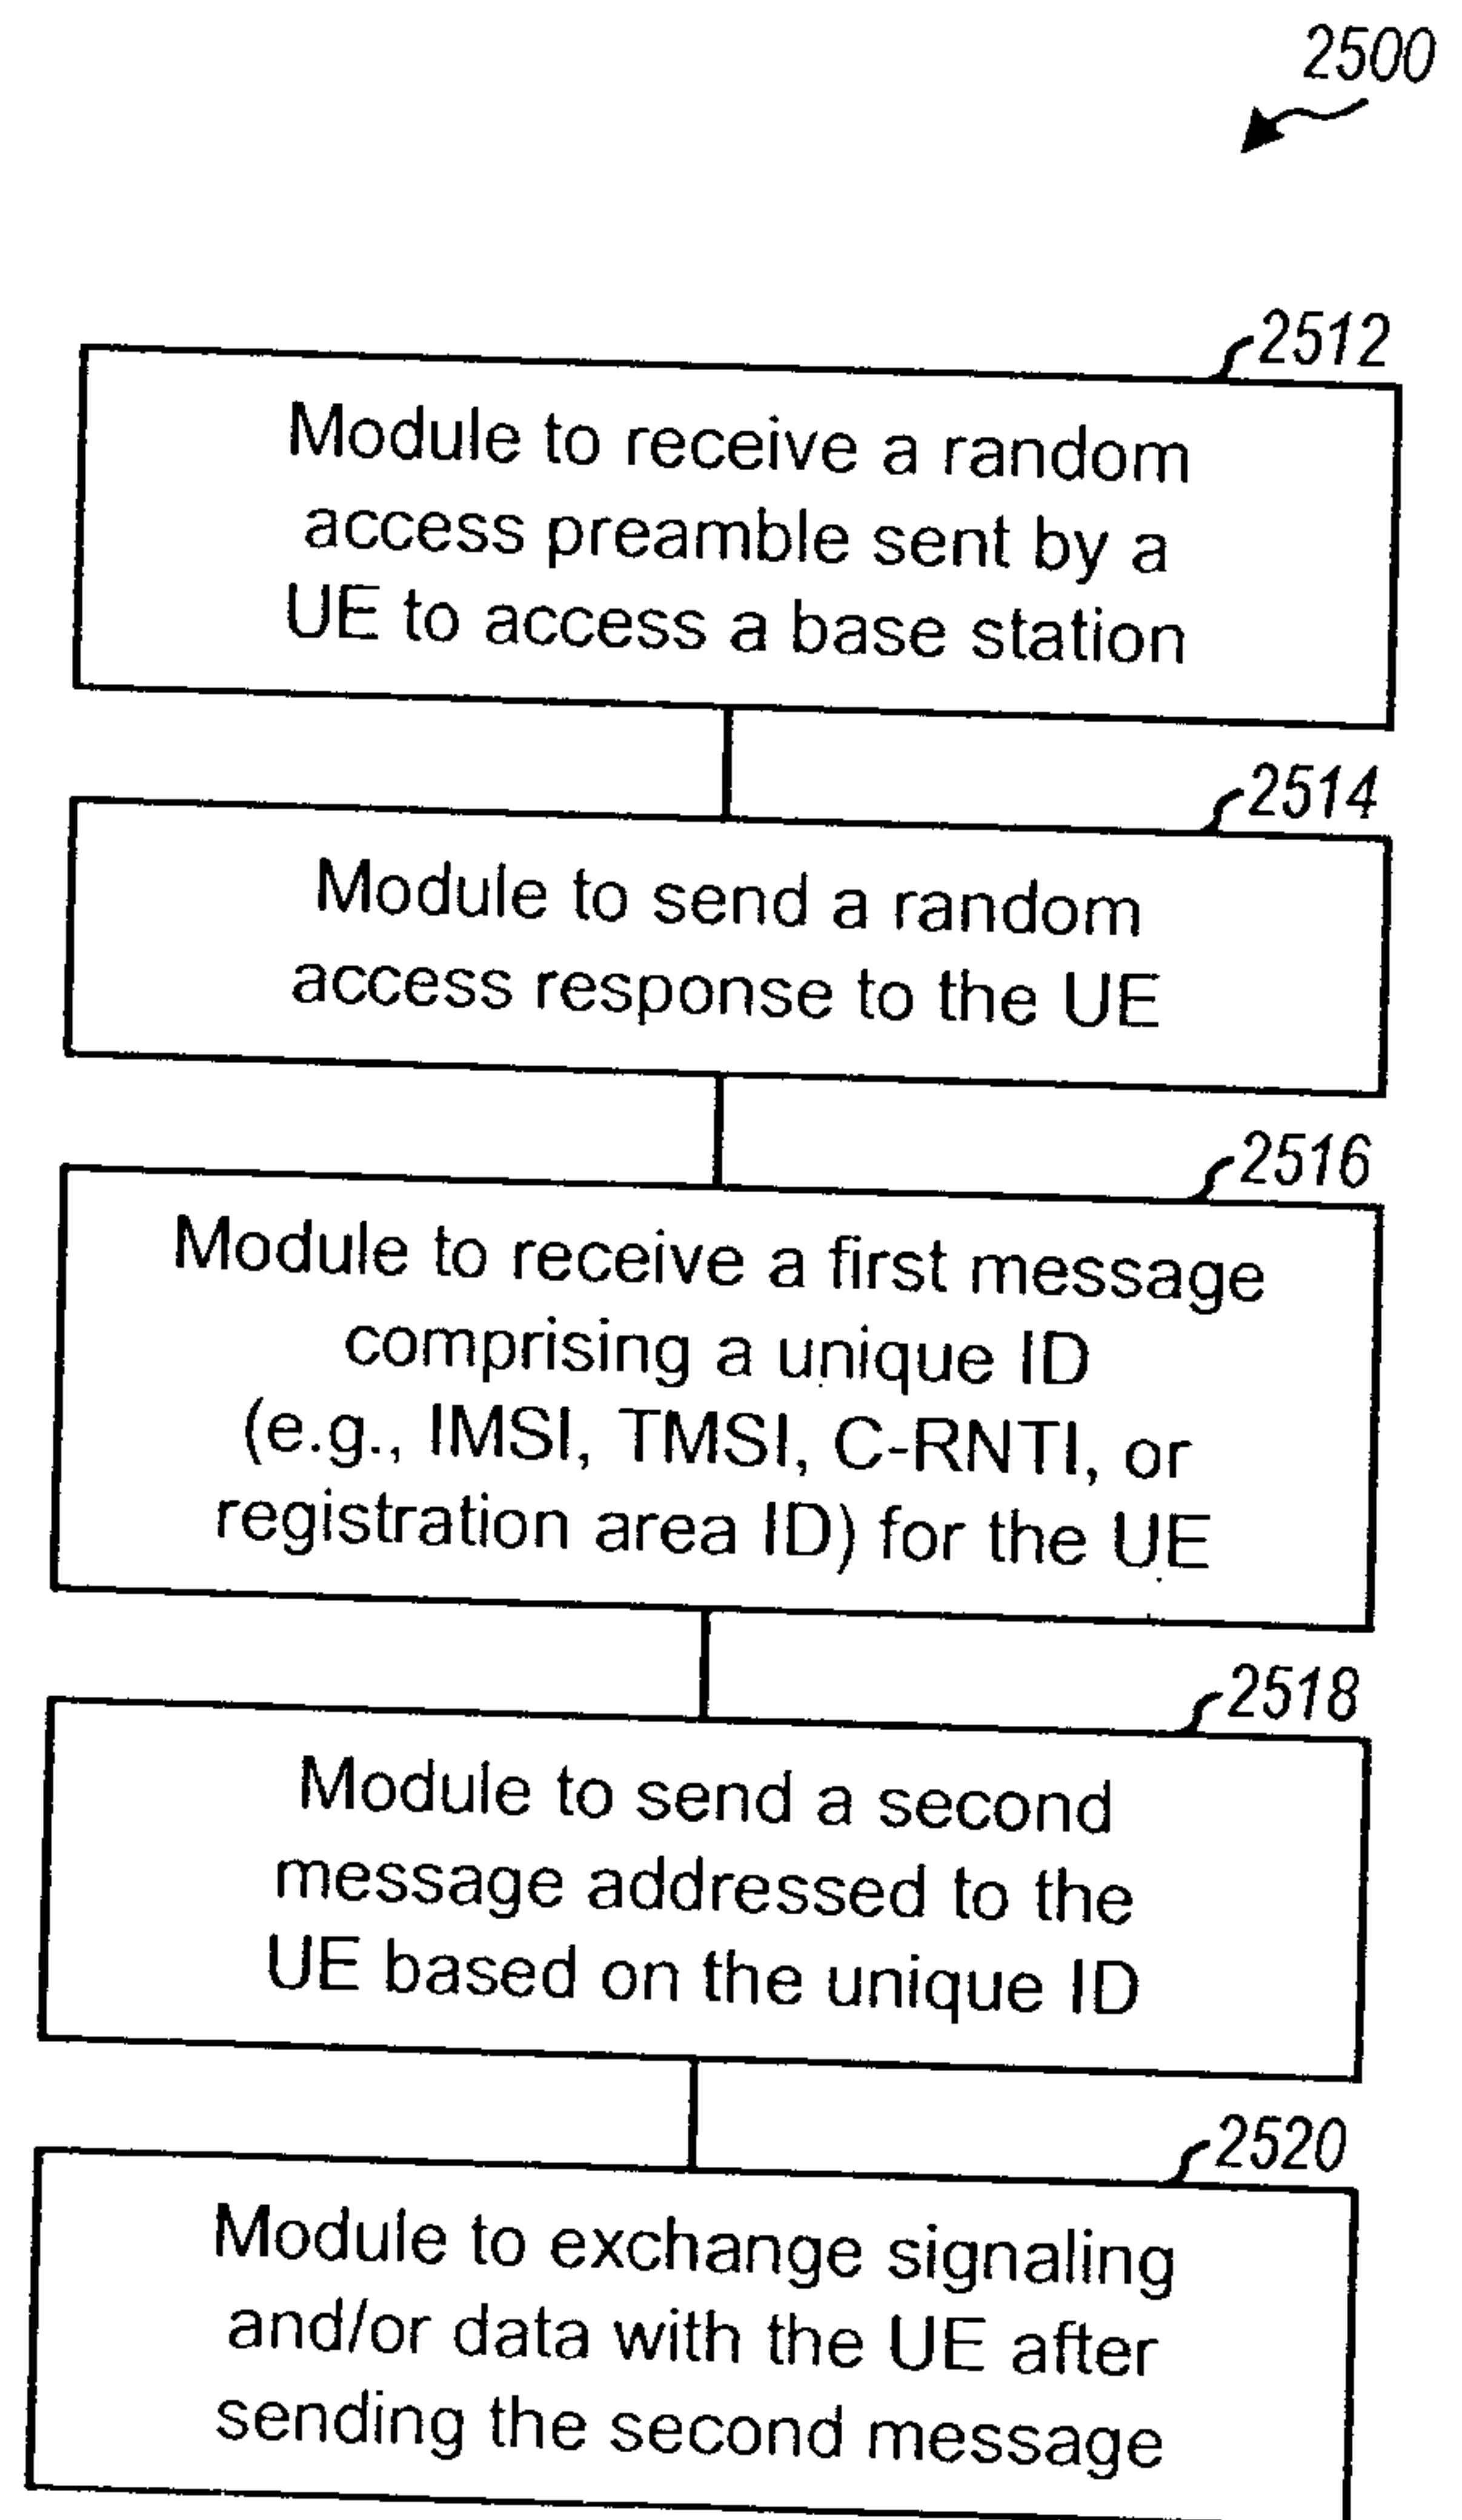 2500
2512
Module to receive a random
access preamble sent by a
UE to access a base station
2514
Module to send a random
access response to the UE
2516
Module to receive a first message
comprising a unique ID
(e.g., IMSI, TMSI, C-RNTI, or
registration area ID) for the UE
2518
Module to send a second
message addressed to the
UE based on the unique ID
2520
Module to exchange signaling
and/or data with the UE after
sending the second message